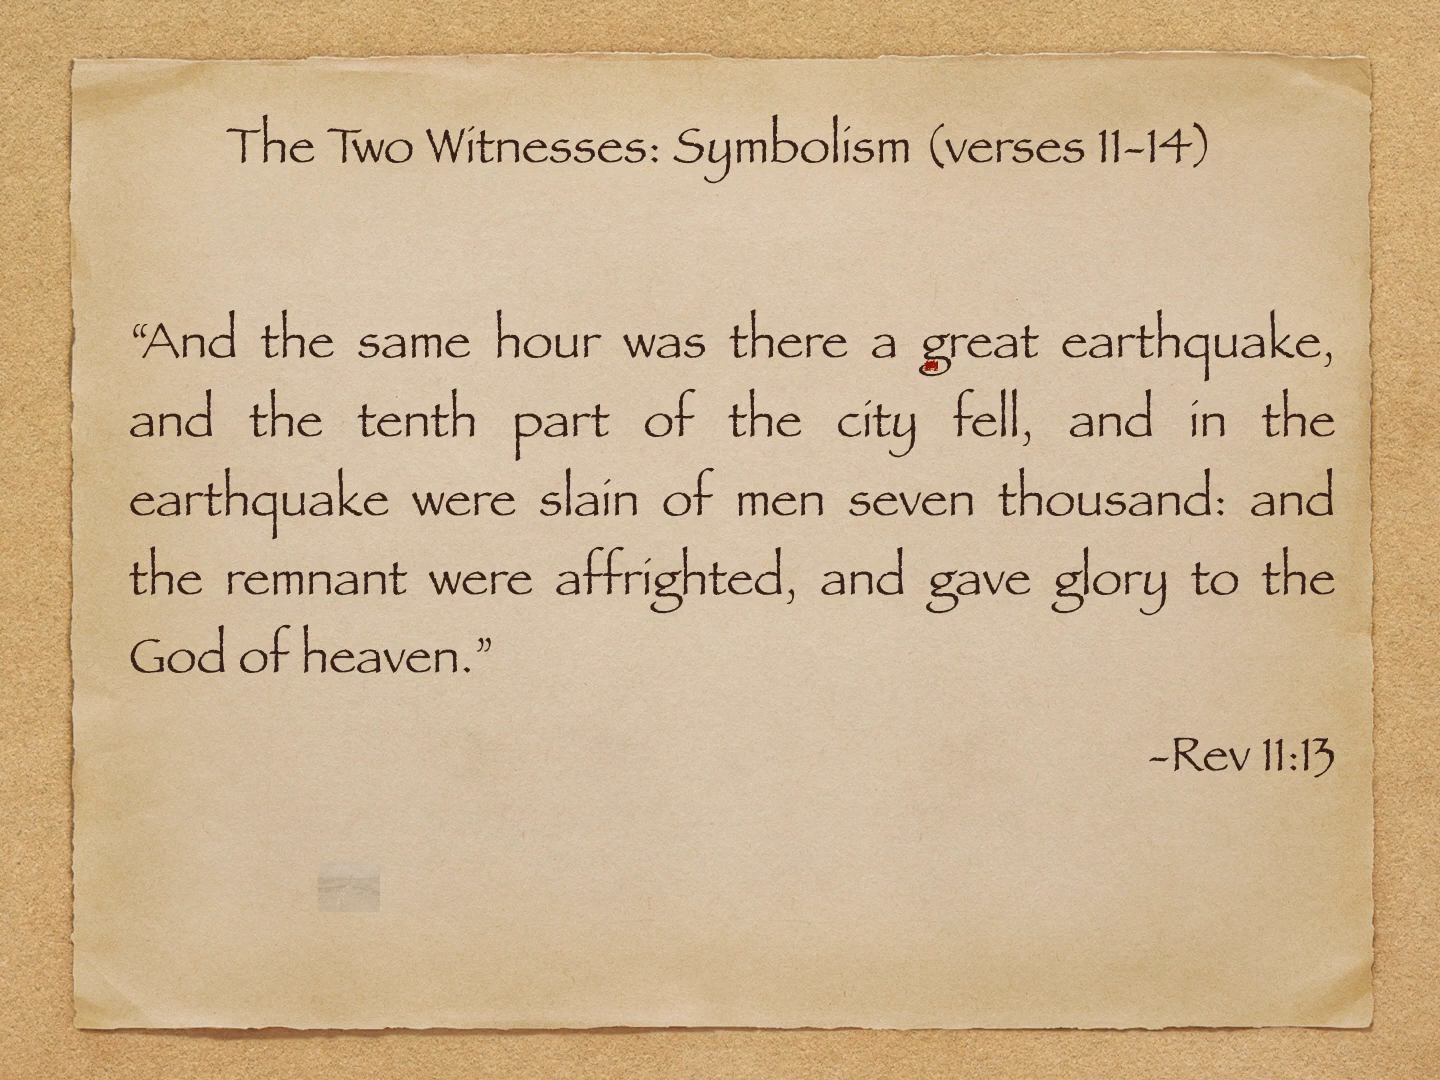 The Two Witnesses: Symbolism (verses 11-14)
“And the same hour was there a great earthquake,
and the tenth part of the city fell, and in the
earthquake were slain of men seven thousand: and
the remnant were affrighted, and gave glory to the
God of heaven.”
-Rev 11:13